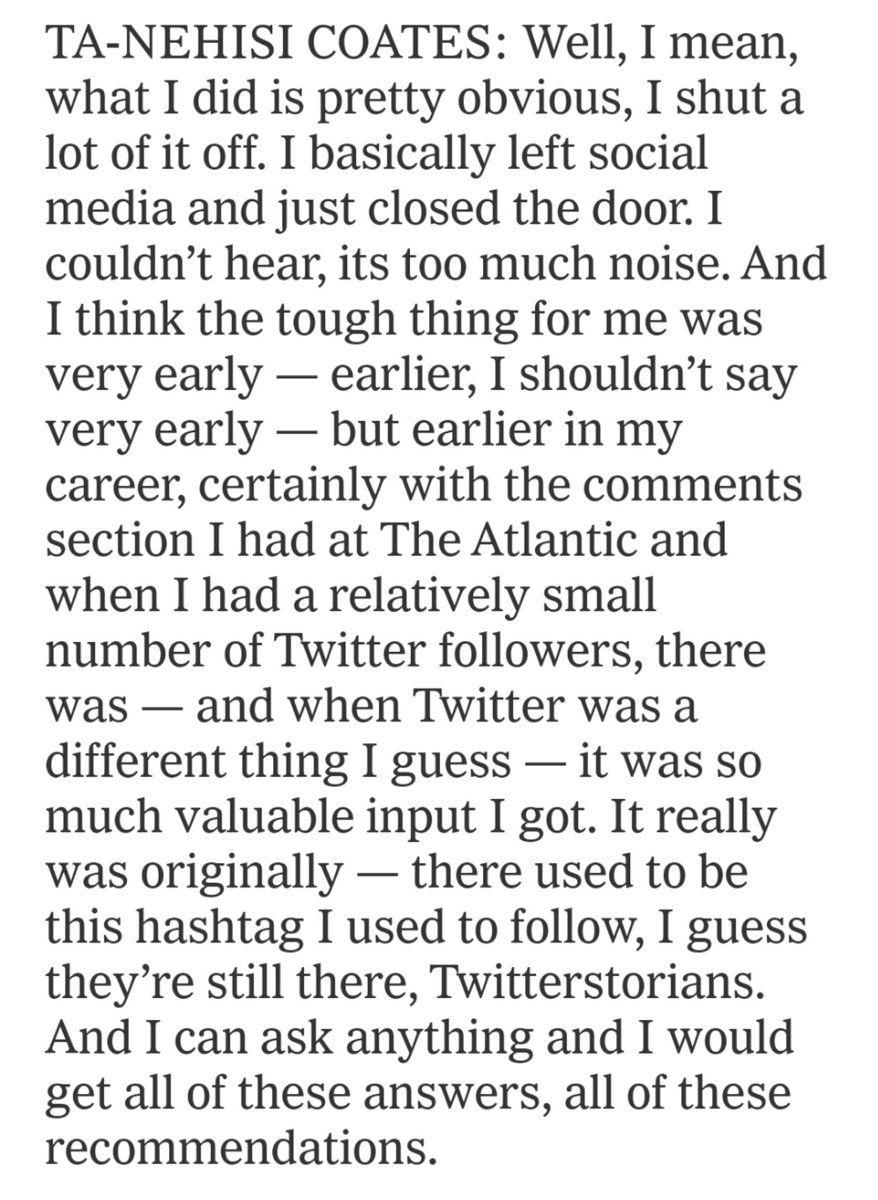 TA-NEHISI COATES: Well, I mean,
what I did is pretty obvious, I shut a
lot of it off. I basically left social
media and just closed the door. I
couldn’t hear, its too much noise. And
I think the tough thing for me was
very early — earlier, I shouldn’t say
very early — but earlier in my
career, certainly with the comments
section I had at The Atlantic and
when I had a relatively small
number of Twitter followers, there
was — and when Twitter was a
different thing I guess — it was so
much valuable input I got. It really
was originally — there used to be
this hashtag I used to follow, I guess
they’re still there, Twitterstorians.
And I can ask anything and I would
get all of these answers, all of these
recommendations.